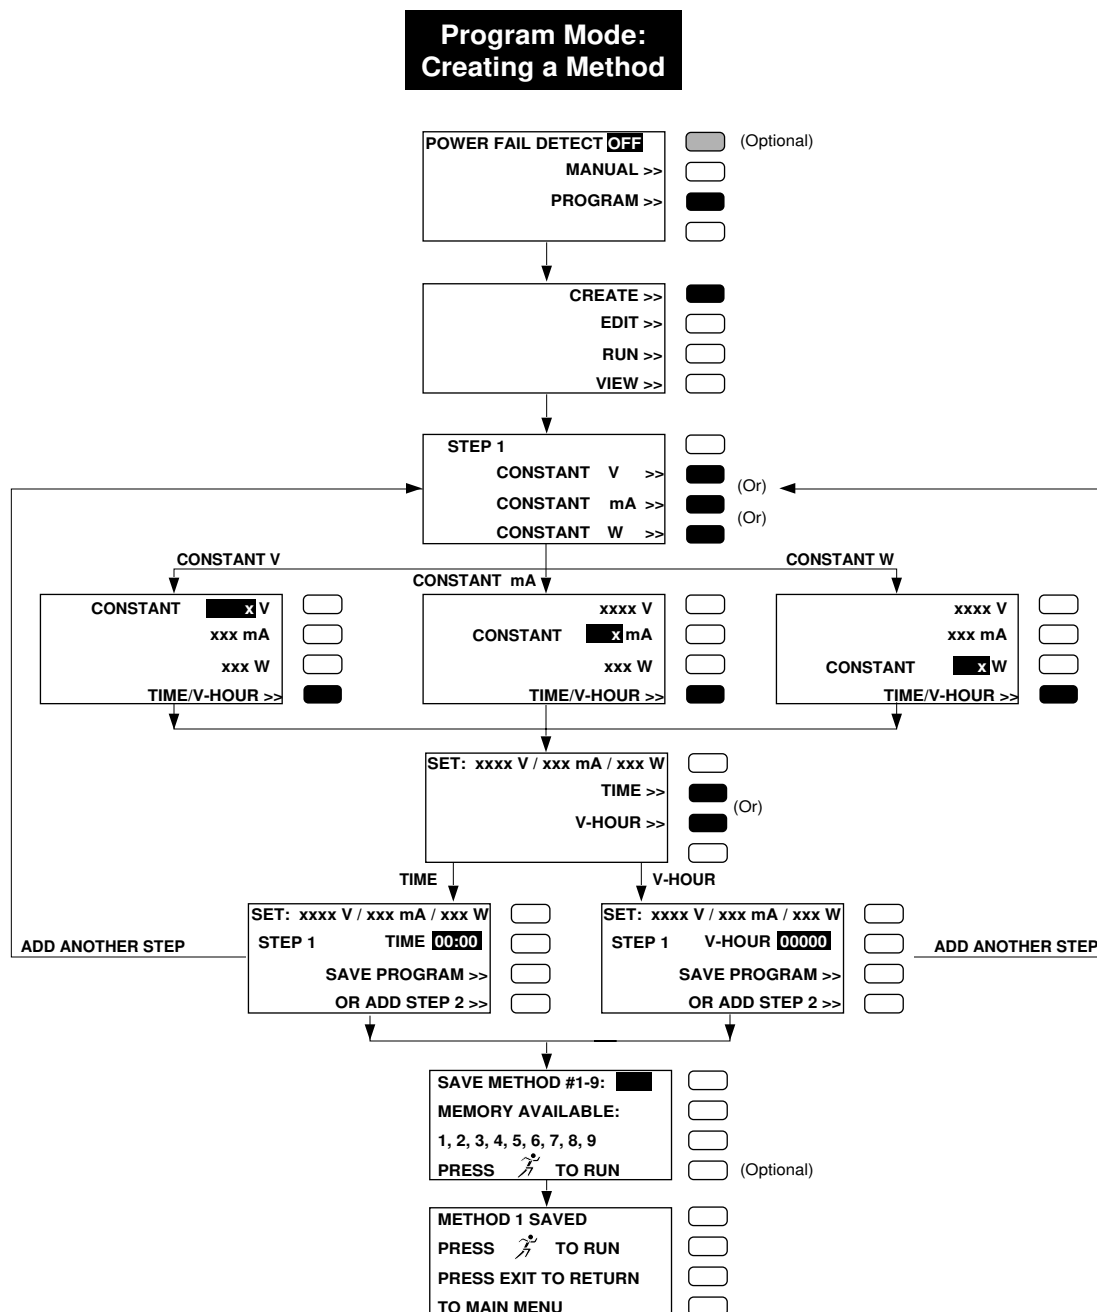 Program Mode:
Creating a Method
POWER FAIL DETECT OFF
(Optional)
MANUAL >>
PROGRAM >>
CREATE >>
EDIT >>
RUN >>
VIEW >>
STEP 1
CONSTANT V >>
(Or)
CONSTANT mA >>
(Or)
CONSTANT W >>
CONSTANT V
CONSTANT mA
CONSTANT W
CONSTANT x V
xxx mA
xxx W
TIME/V-HOUR >>
xxxx V
CONSTANT x mA
xxx W
TIME/V-HOUR >>
xxxx V
xxx mA
CONSTANT x W
TIME/V-HOUR >>
SET: xxxx V / xxx mA / xxx W
TIME >>
(Or)
V-HOUR >>
TIME
V-HOUR
SET: xxxx V / xxx mA / xxx W
STEP 1 TIME 00:00
SAVE PROGRAM >>
OR ADD STEP 2 >>
ADD ANOTHER STEP
SET: xxxx V / xxx mA / xxx W
STEP 1 V-HOUR 00000
SAVE PROGRAM >>
OR ADD STEP 2 >>
ADD ANOTHER STEP
SAVE METHOD #1-9:
MEMORY AVAILABLE:
1, 2, 3, 4, 5, 6, 7, 8, 9
PRESS TO RUN
(Optional)
METHOD 1 SAVED
PRESS TO RUN
PRESS EXIT TO RETURN
TO MAIN MENU